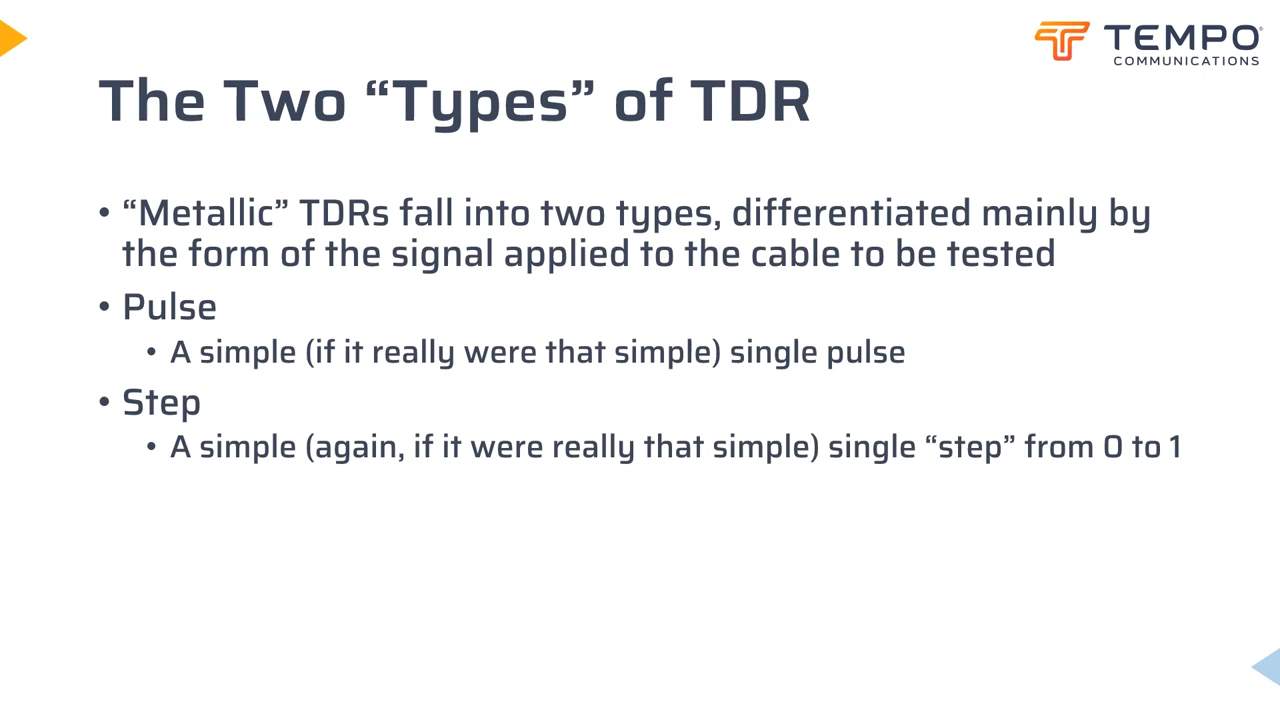 TEMPO
COMMUNICATIONS
The Two “Types” of TDR
• “Metallic” TDRs fall into two types, differentiated mainly by
the form of the signal applied to the cable to be tested
• Pulse
• A simple (if it really were that simple) single pulse
• Step
• A simple (again, if it were really that simple) single “step” from 0 to 1